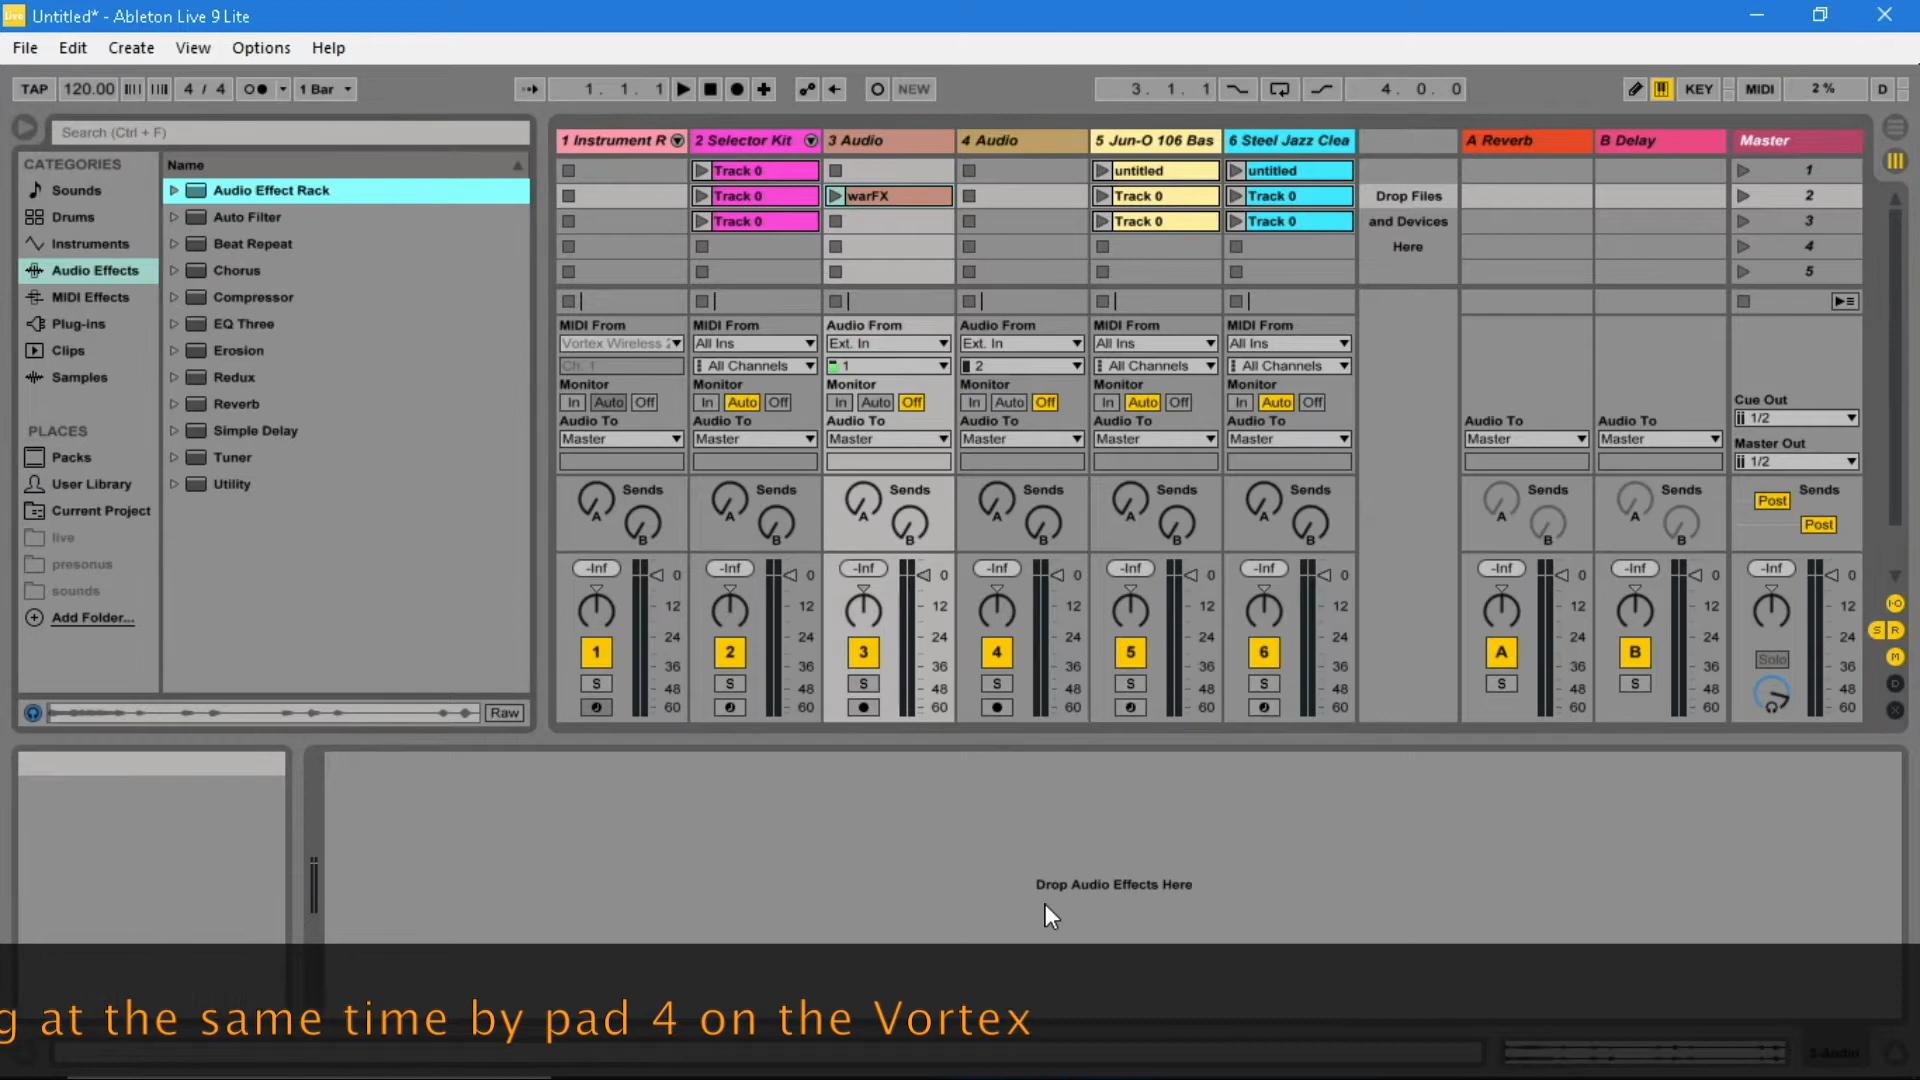 live Untitled* - Ableton Live 9 Lite
File Edit Create View Options Help
TAP 120.00 4 / 4 1 Bar 1. 1. 1 NEW 3. 1. 1 4. 0. 0 KEY MIDI 2 % D
Search (Ctrl + F)
CATEGORIES
Sounds
Drums
Instruments
Audio Effects
MIDI Effects
Plug-ins
Clips
Samples
PLACES
Packs
User Library
Current Project
live
presonus
sounds
Add Folder...
Name
Audio Effect Rack
Auto Filter
Beat Repeat
Chorus
Compressor
EQ Three
Erosion
Redux
Reverb
Simple Delay
Tuner
Utility
Raw
1 Instrument R 2 Selector Kit 3 Audio 4 Audio 5 Jun-O 106 Bas 6 Steel Jazz Clea A Reverb B Delay Master
Track 0 untitled untitled 1
Track 0 warFX Track 0 Track 0 Drop Files 2
Track 0 Track 0 Track 0 and Devices 3
Here 4
5
MIDI From MIDI From Audio From Audio From MIDI From MIDI From
Vortex Wireless 2 All Ins Ext. In Ext. In All Ins All Ins
Ch. 1 All Channels 1 2 All Channels All Channels
Monitor Monitor Monitor Monitor Monitor Monitor
In Auto Off In Auto Off In Auto Off In Auto Off In Auto Off In Auto Off Cue Out
1/2
Audio To Audio To Audio To Audio To Audio To Audio To Audio To Audio To
Master Master Master Master Master Master Master Master Master Out
1/2
Sends Sends Sends Sends Sends Sends Sends Sends Post Sends
A A A A A A A A
B B B B B B B B Post
-Inf 0 -Inf 0 -Inf 0 -Inf 0 -Inf 0 -Inf 0 -Inf 0 -Inf 0 -Inf 0
12 12 12 12 12 12 12 12 12
24 24 24 24 24 24 24 24 24
1 2 3 4 5 6 A B Solo
36 36 36 36 36 36 36 36 36
S S S S S S S S
48 48 48 48 48 48 48 48 48
60 60 60 60 60 60 60 60 60
I·O
S R
M
D
X
Drop Audio Effects Here
g at the same time by pad 4 on the Vortex
3-Audio